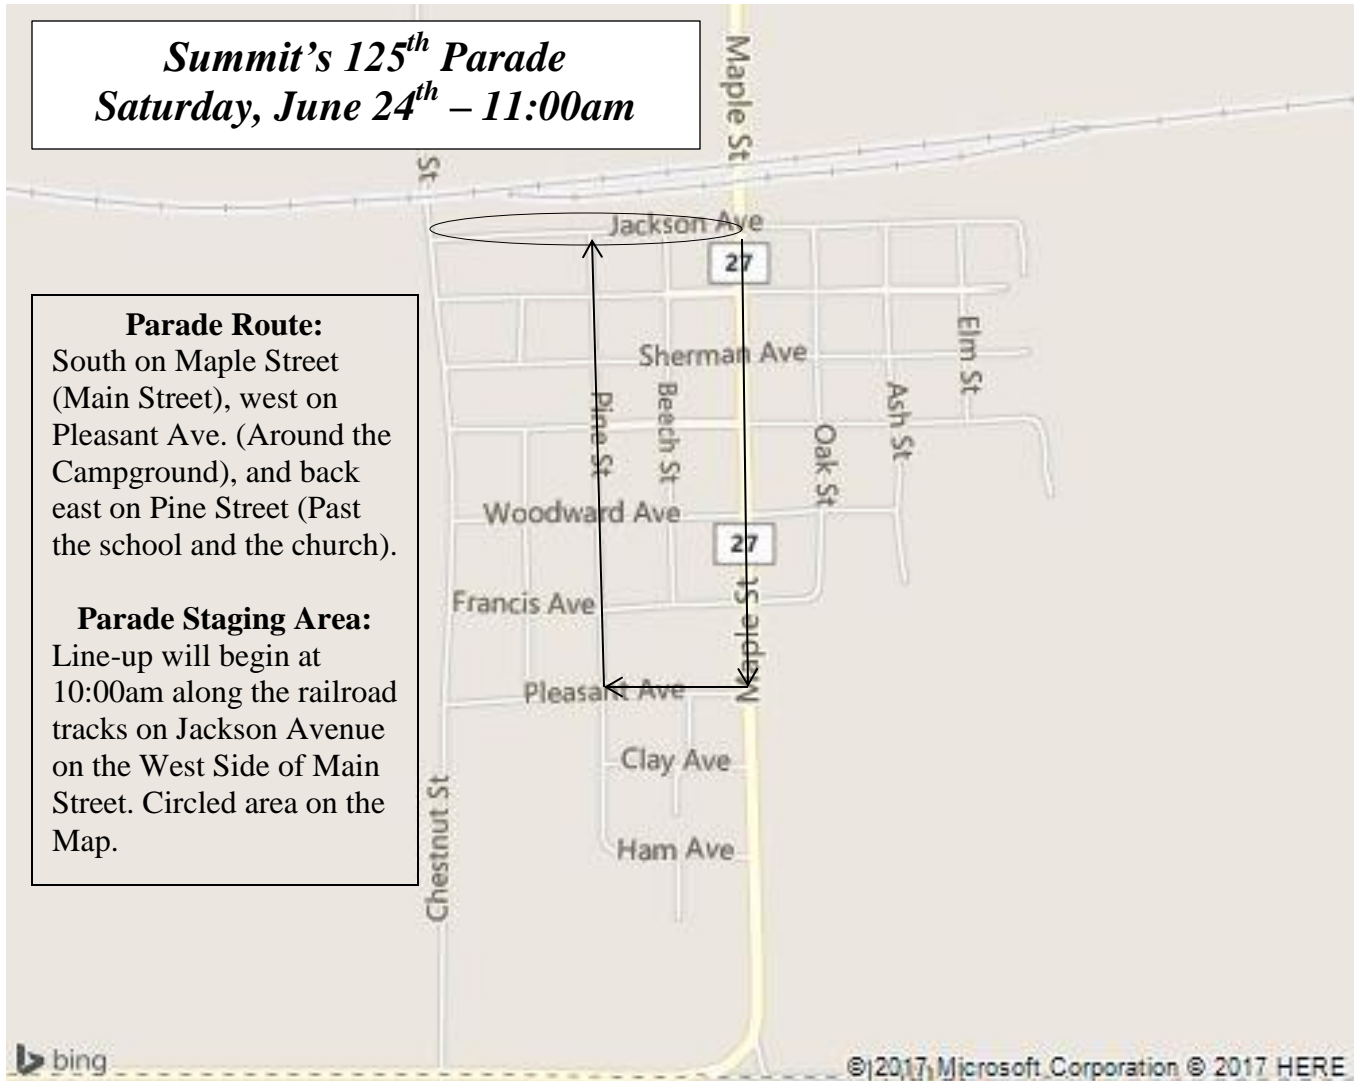 Summit's 125th Parade
Saturday, June 24th – 11:00am
Maple St
St
Jackson Ave
27
Parade Route:
South on Maple Street
(Main Street), west on
Pleasant Ave. (Around the
Campground), and back
east on Pine Street (Past
the school and the church).
Parade Staging Area:
Line-up will begin at
10:00am along the railroad
tracks on Jackson Avenue
on the West Side of Main
Street. Circled area on the
Map.
Sherman Ave
Elm St
Pine St
Beech St
Ash St
Oak St
Woodward Ave
27
Francis Ave
Maple St
Pleasant Ave
Clay Ave
Chestnut St
Ham Ave
bing
© 2017 Microsoft Corporation © 2017 HERE